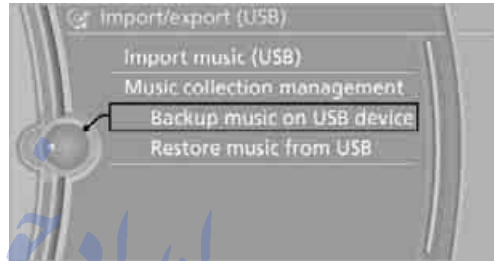 Import/export (USB)
Import music (USB)
Music collection management
Backup music on USB device
Restore music from USB